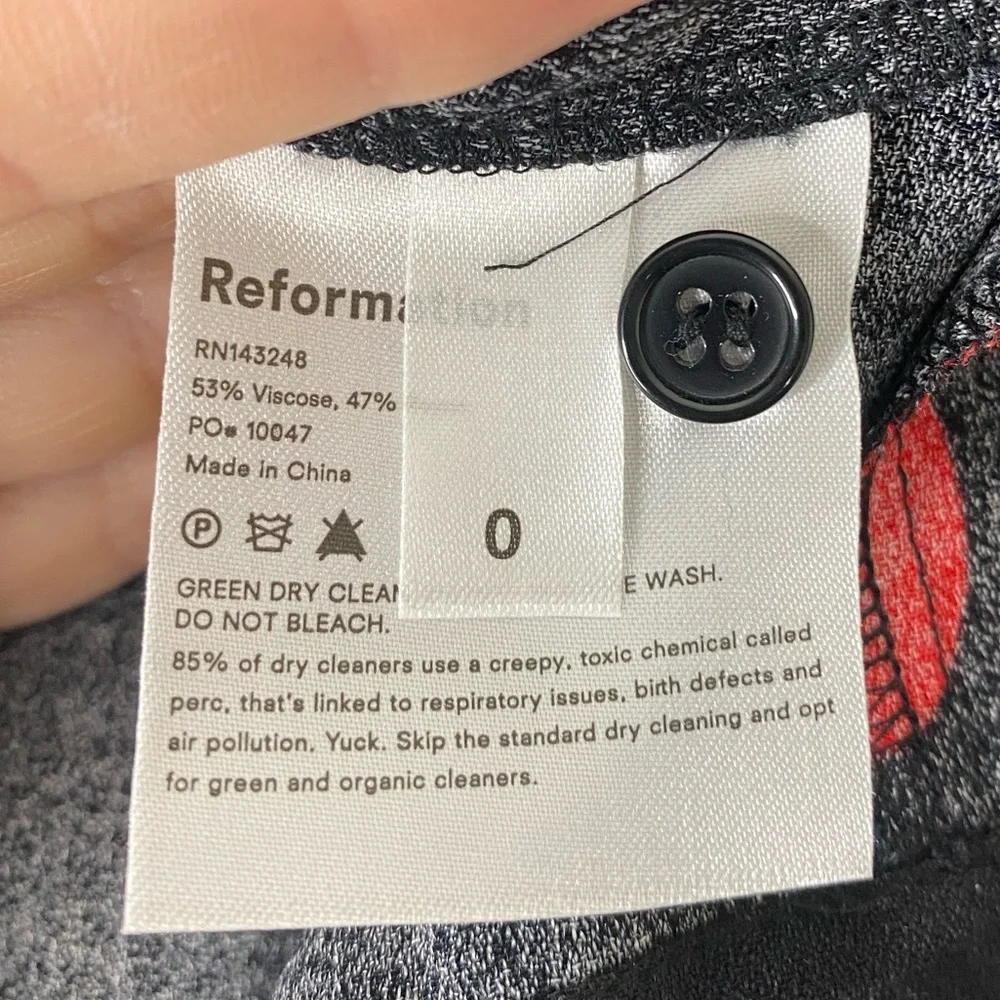 Reformation
RN143248
53% Viscose, 47%
PO# 10047
Made in China
P
0
GREEN DRY CLEAN E WASH.
DO NOT BLEACH.
85% of dry cleaners use a creepy, toxic chemical called
perc, that's linked to respiratory issues, birth defects and
air pollution. Yuck. Skip the standard dry cleaning and opt
for green and organic cleaners.